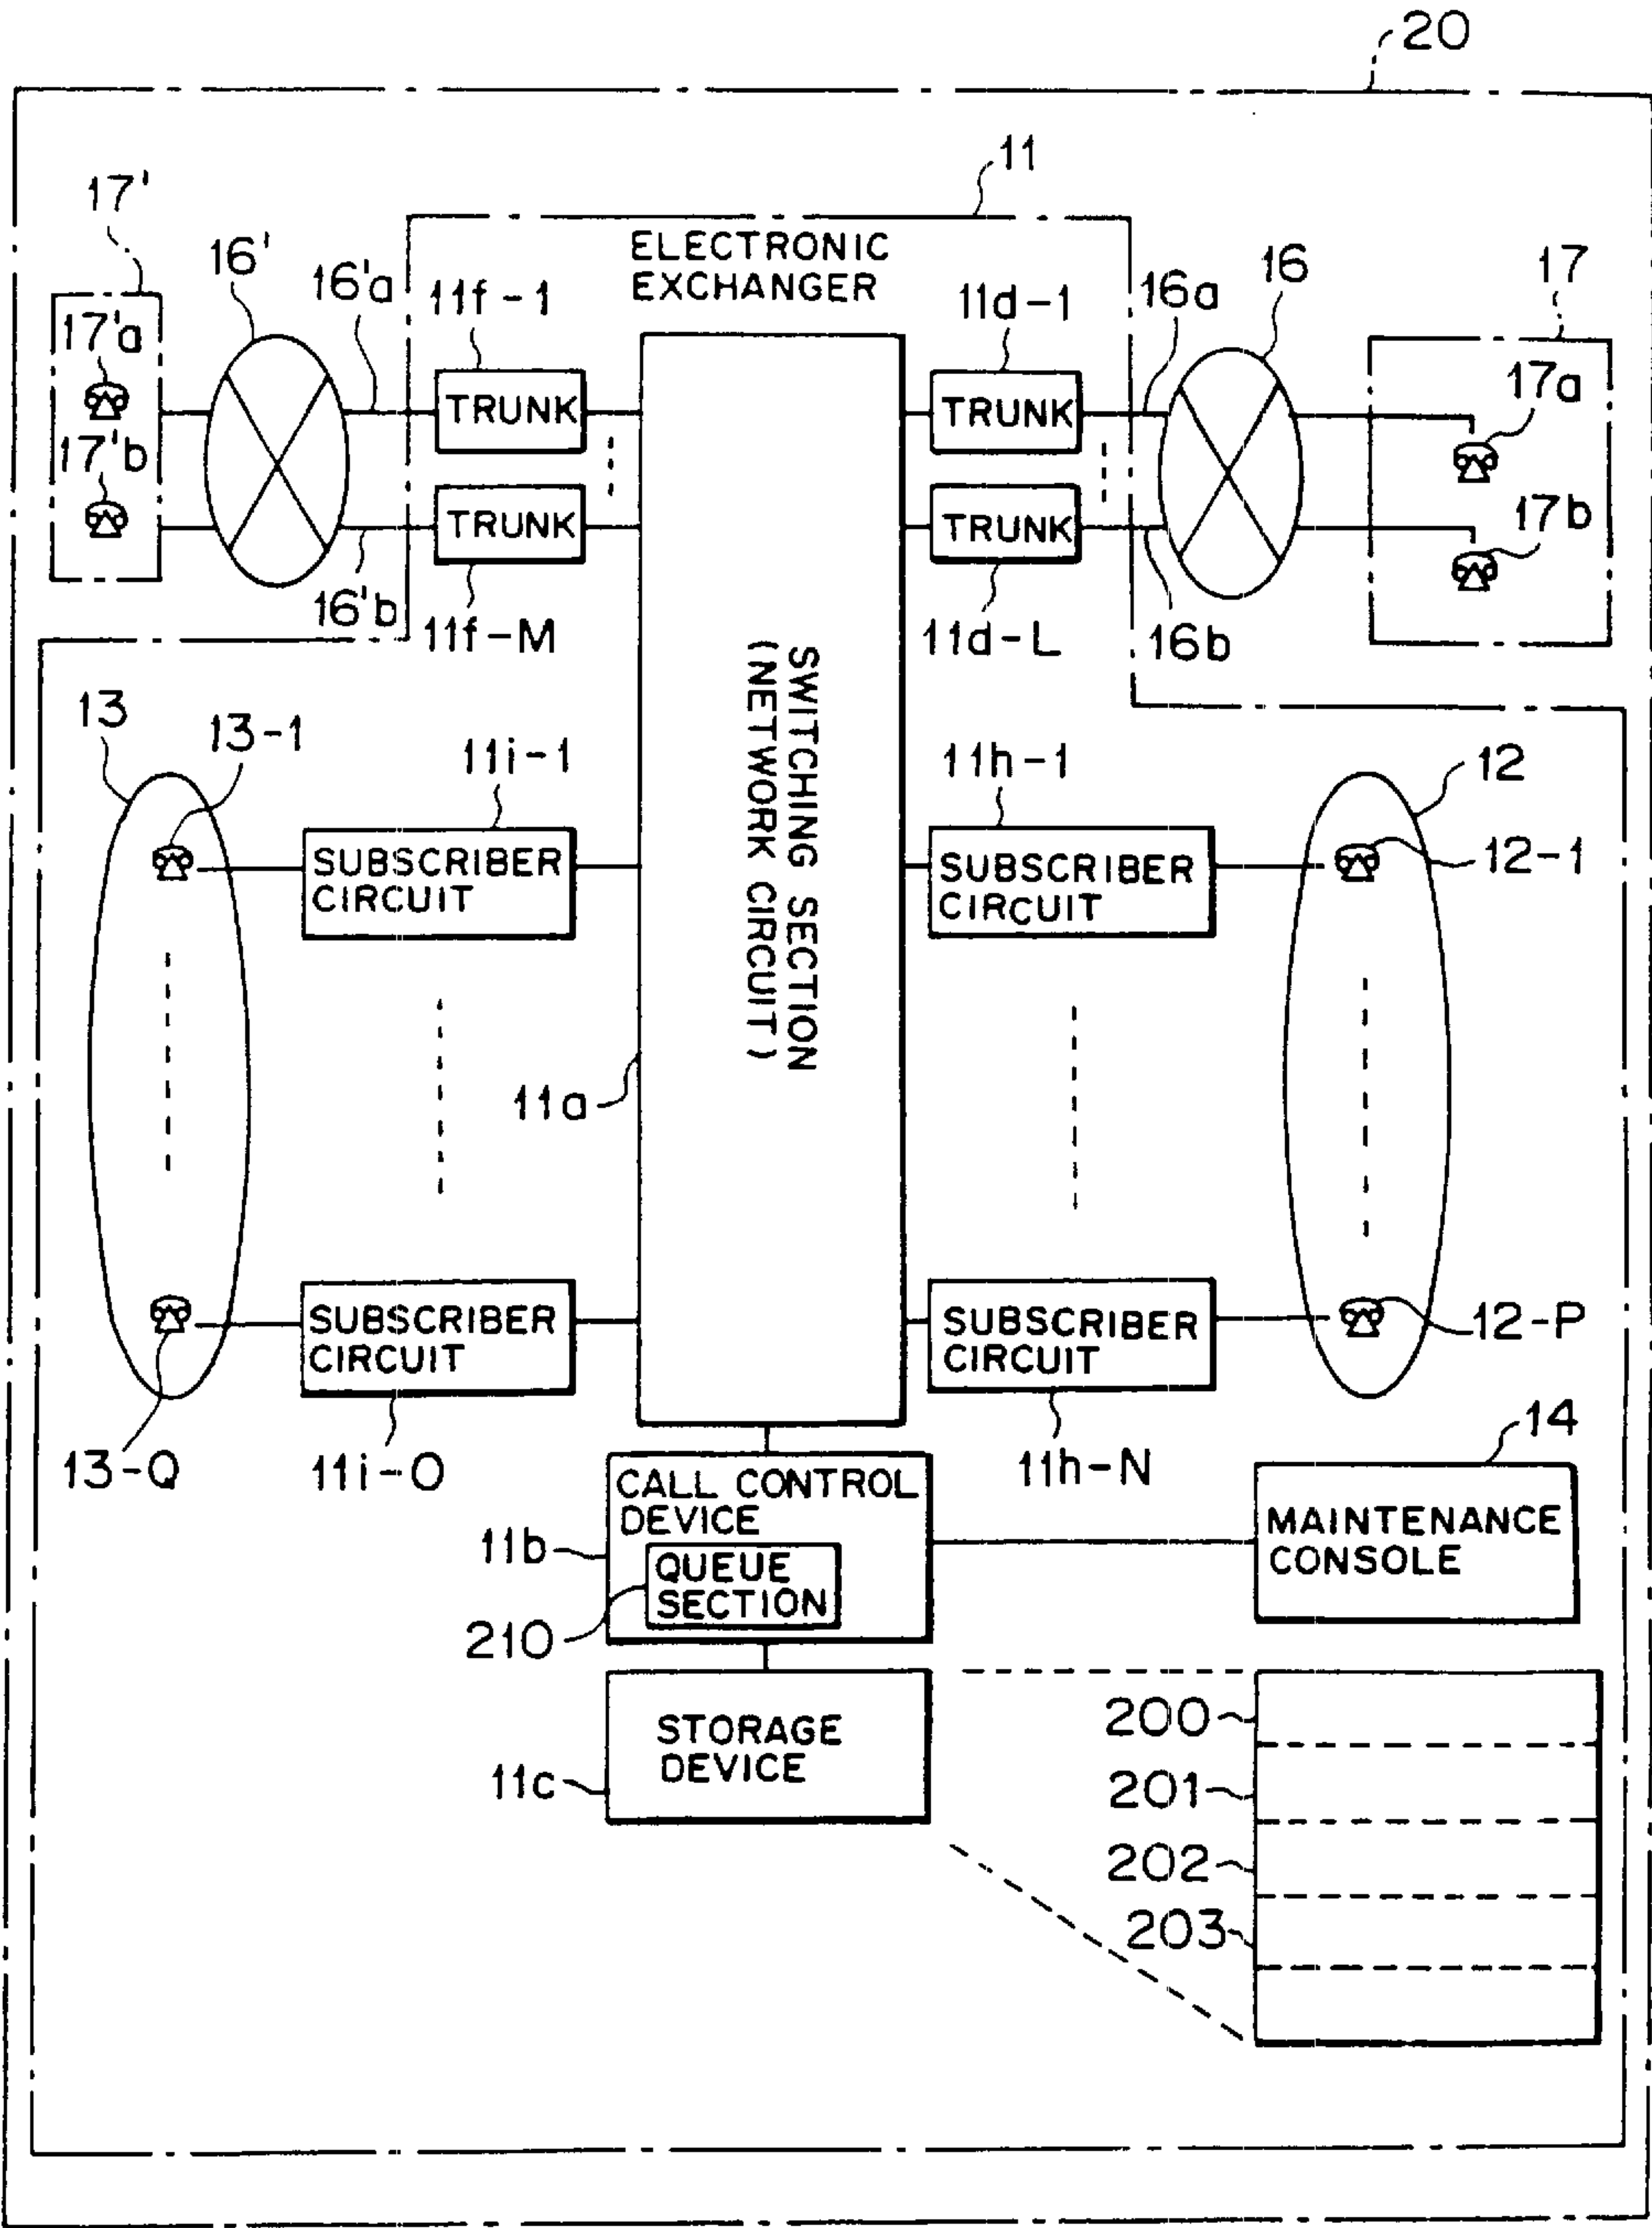 20
11
17'
16'
16'a
11f-1
ELECTRONIC
EXCHANGER
11d-1
16a
16
17
17'a
TRUNK
TRUNK
17a
17'b
TRUNK
TRUNK
17b
16'b
11f-M
11d-L
16b
SWITCHING SECTION
(NETWORK CIRCUIT)
13
13-1
11i-1
11h-1
12
SUBSCRIBER
CIRCUIT
SUBSCRIBER
CIRCUIT
12-1
11a
SUBSCRIBER
CIRCUIT
SUBSCRIBER
CIRCUIT
12-P
13-Q
11i-O
11h-N
14
CALL CONTROL
DEVICE
11b
QUEUE
SECTION
210
MAINTENANCE
CONSOLE
STORAGE
DEVICE
11c
200
201
202
203